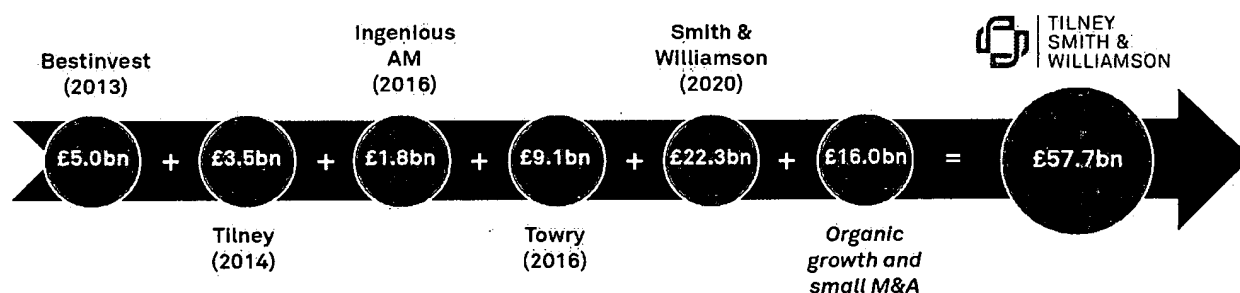 Bestinvest
(2013)
Ingenious
AM
(2016)
Smith &
Williamson
(2020)
TILNEY
SMITH &
WILLIAMSON
£5.0bn + £3.5bn + £1.8bn + £9.1bn + £22.3bn + £16.0bn = £57.7bn
Tilney
(2014)
Towry
(2016)
Organic
growth and
small M&A